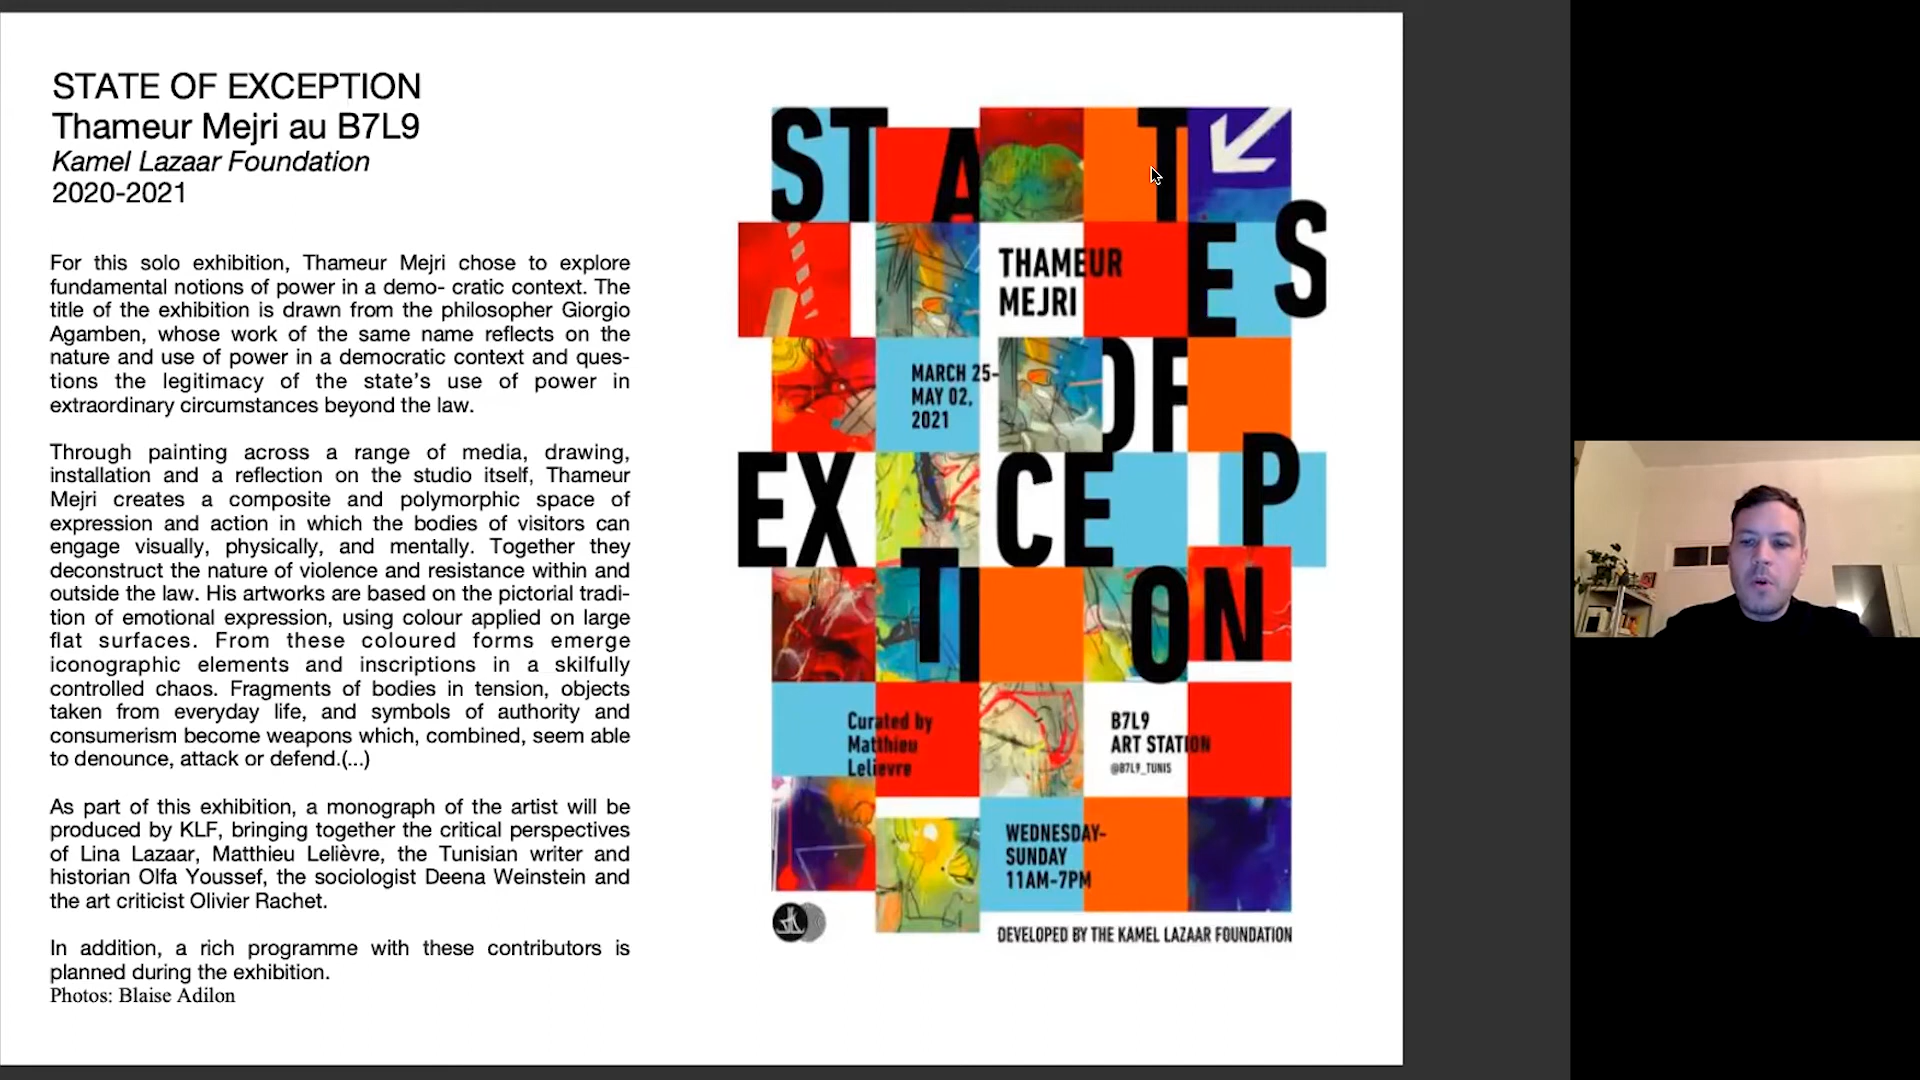 STATE OF EXCEPTION
Thameur Mejri au B7L9
Kamel Lazaar Foundation
2020-2021
For this solo exhibition, Thameur Mejri chose to explore
fundamental notions of power in a demo- cratic context. The
title of the exhibition is drawn from the philosopher Giorgio
Agamben, whose work of the same name reflects on the
nature and use of power in a democratic context and ques-
tions the legitimacy of the state's use of power in
extraordinary circumstances beyond the law.
Through painting across a range of media, drawing,
installation and a reflection on the studio itself, Thameur
Mejri creates a composite and polymorphic space of
expression and action in which the bodies of visitors can
engage visually, physically, and mentally. Together they
deconstruct the nature of violence and resistance within and
outside the law. His artworks are based on the pictorial tradi-
tion of emotional expression, using colour applied on large
flat surfaces. From these coloured forms emerge
iconographic elements and inscriptions in a skilfully
controlled chaos. Fragments of bodies in tension, objects
taken from everyday life, and symbols of authority and
consumerism become weapons which, combined, seem able
to denounce, attack or defend.(...)
As part of this exhibition, a monograph of the artist will be
produced by KLF, bringing together the critical perspectives
of Lina Lazaar, Matthieu Lelièvre, the Tunisian writer and
historian Olfa Youssef, the sociologist Deena Weinstein and
the art criticist Olivier Rachet.
In addition, a rich programme with these contributors is
planned during the exhibition.
Photos: Blaise Adilon
STATES
THAMEUR
MEJRI
MARCH 25-
MAY 02,
2021
OF
EXCEPTION
Curated by
Matthieu
Lelievre
B7L9
ART STATION
@B7L9_TUNIS
WEDNESDAY-
SUNDAY
11AM-7PM
DEVELOPED BY THE KAMEL LAZAAR FOUNDATION